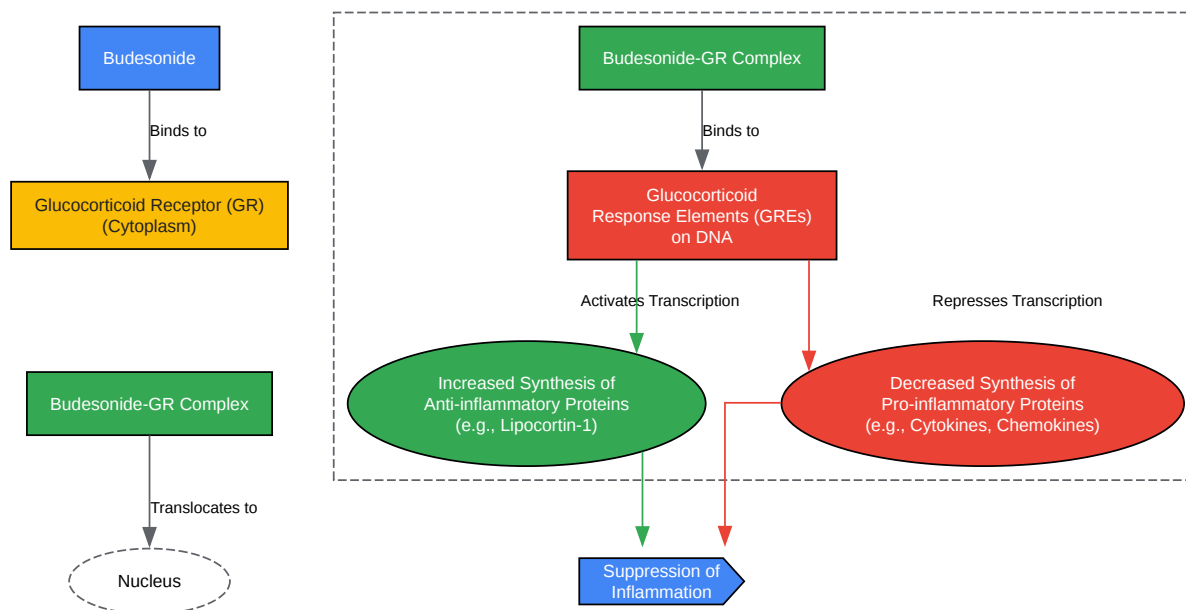 Budesonide
Binds to
Glucocorticoid Receptor (GR)
(Cytoplasm)
Budesonide-GR Complex
Translocates to
Nucleus
Budesonide-GR Complex
Binds to
Glucocorticoid
Response Elements (GREs)
on DNA
Activates Transcription
Represses Transcription
Increased Synthesis of
Anti-inflammatory Proteins
(e.g., Lipocortin-1)
Decreased Synthesis of
Pro-inflammatory Proteins
(e.g., Cytokines, Chemokines)
Suppression of
Inflammation